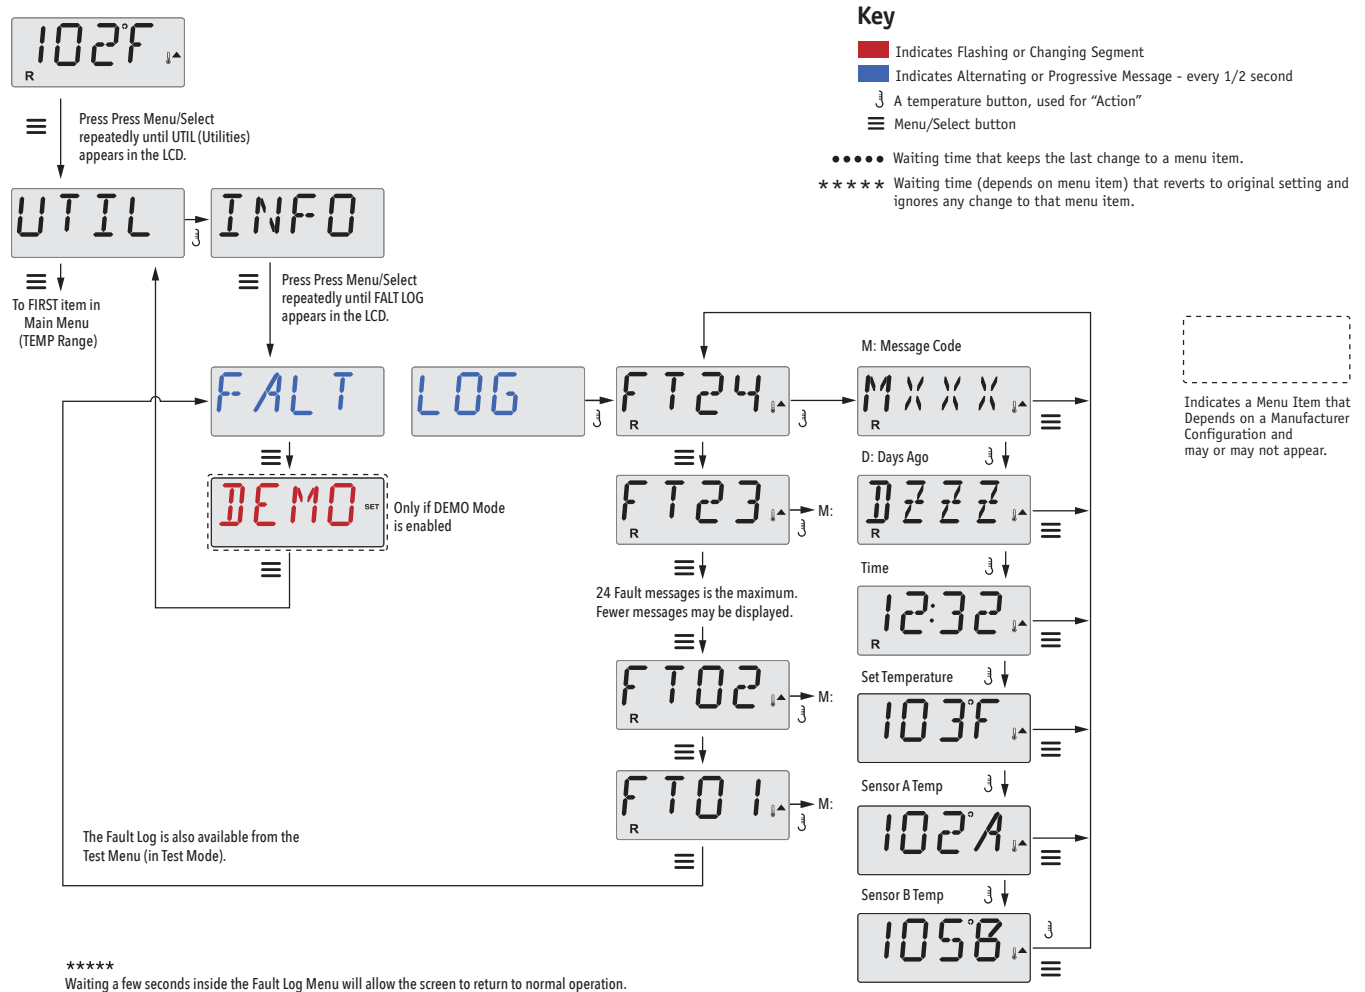 102°F
R
Press Press Menu/Select
repeatedly until UTIL (Utilities)
appears in the LCD.
Key
Indicates Flashing or Changing Segment
Indicates Alternating or Progressive Message - every 1/2 second
A temperature button, used for “Action”
Menu/Select button
••••• Waiting time that keeps the last change to a menu item.
***** Waiting time (depends on menu item) that reverts to original setting and
ignores any change to that menu item.
UTIL
INFO
To FIRST item in
Main Menu
(TEMP Range)
Press Press Menu/Select
repeatedly until FALT LOG
appears in the LCD.
FALT
LOG
DEMO
SET
Only if DEMO Mode
is enabled
FT24
R
FT23
R
M:
24 Fault messages is the maximum.
Fewer messages may be displayed.
FT02
R
M:
FT01
R
M:
M: Message Code
MXXX
R
D: Days Ago
DZZZ
R
Time
12:32
R
Set Temperature
103°F
Sensor A Temp
102°A
Sensor B Temp
105°B
Indicates a Menu Item that
Depends on a Manufacturer
Configuration and
may or may not appear.
The Fault Log is also available from the
Test Menu (in Test Mode).
*****
Waiting a few seconds inside the Fault Log Menu will allow the screen to return to normal operation.